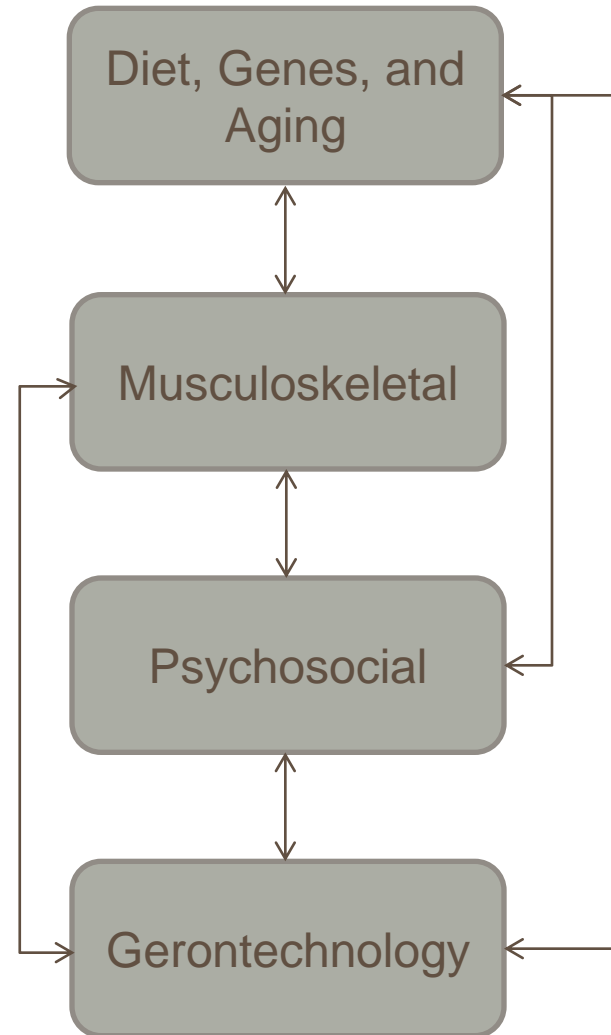 Diet, Genes, and
Aging
Musculoskeletal
Psychosocial
Gerontechnology